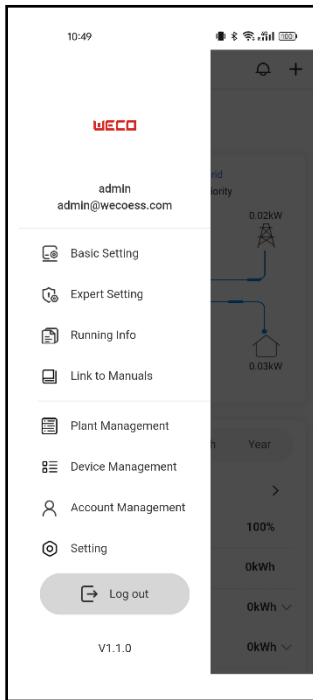 10:49
100
WECO
admin
admin@wecoess.com
Basic Setting
Expert Setting
Running Info
Link to Manuals
Plant Management
Device Management
Account Management
Setting
Log out
V1.1.0
rid
iority
0.02kW
0.03kW
h Year
100%
0kWh
0kWh
0kWh